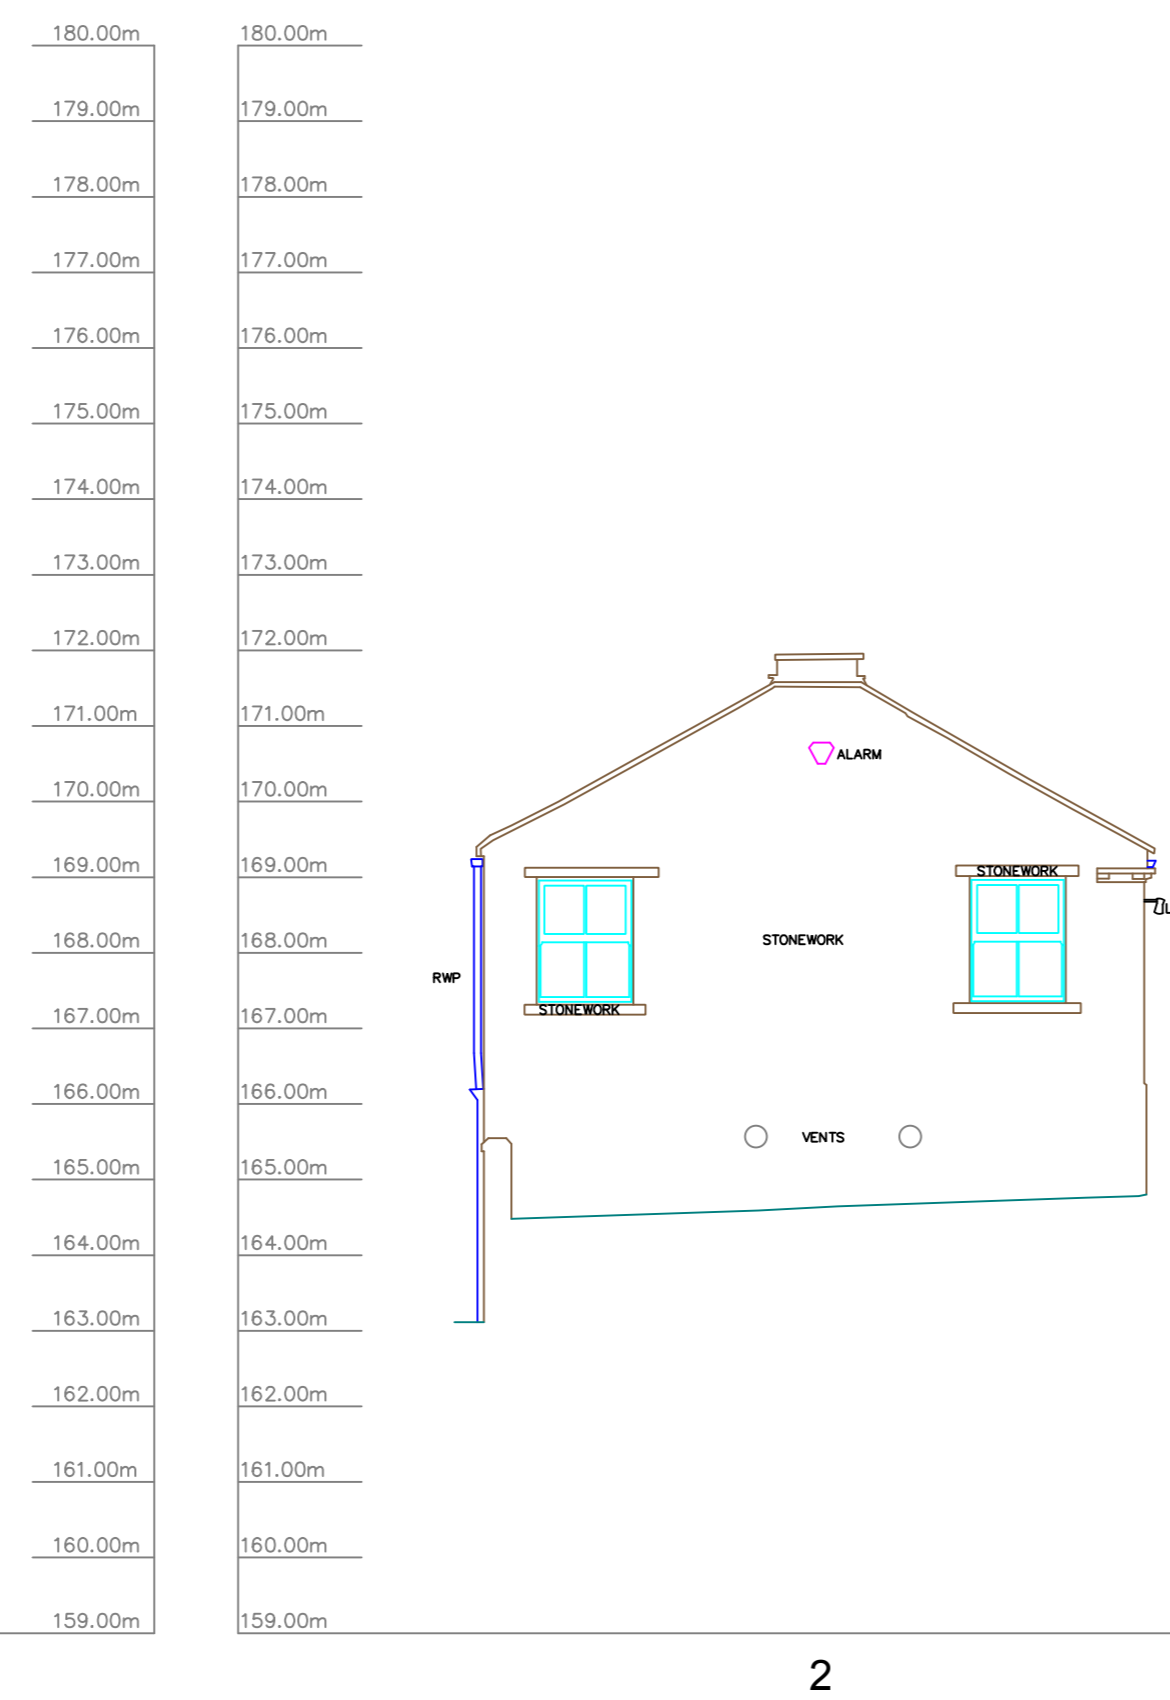 180.00m 180.00m
179.00m 179.00m
178.00m 178.00m
177.00m 177.00m
176.00m 176.00m
175.00m 175.00m
174.00m 174.00m
173.00m 173.00m
172.00m 172.00m
171.00m 171.00m
ALARM
170.00m 170.00m
169.00m 169.00m
STONEWORK
STONEWORK
168.00m 168.00m
RWP
167.00m 167.00m
STONEWORK
166.00m 166.00m
VENTS
165.00m 165.00m
164.00m 164.00m
163.00m 163.00m
162.00m 162.00m
161.00m 161.00m
160.00m 160.00m
159.00m 159.00m
2